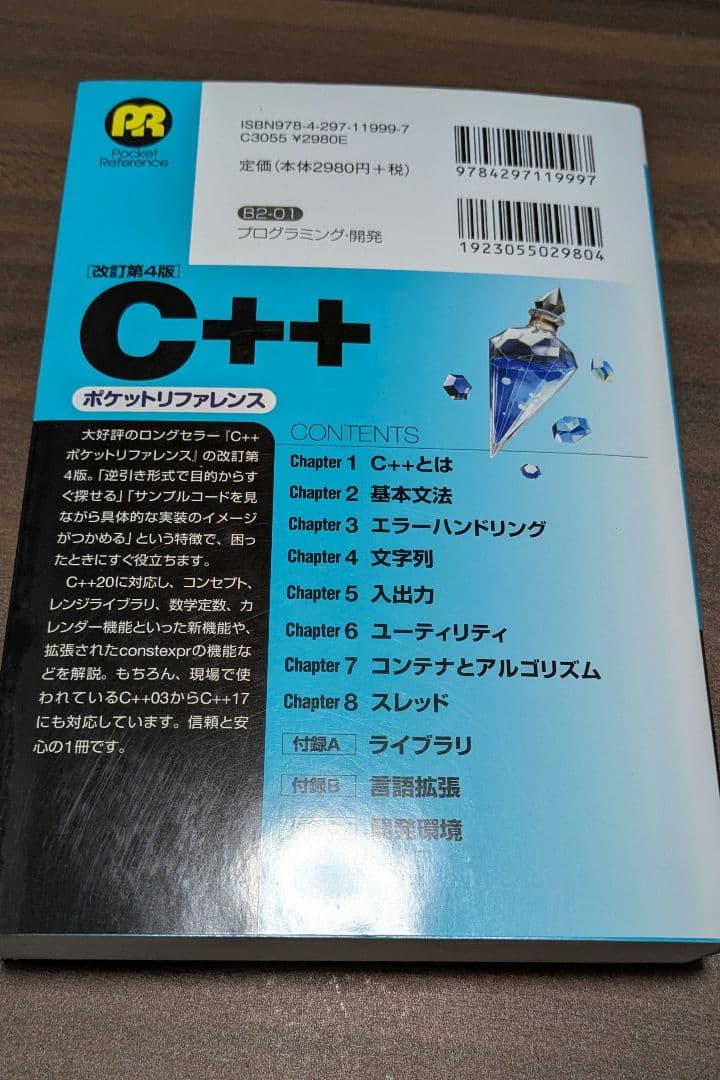 PR
Pocket
Reference
ISBN978-4-297-11999-7
C3055 ¥2980E
定価(本体2980円+税)
9784297119997
B2-01
プログラミング・開発
1923055029804
[改訂第4版]
C++
ポケットリファレンス
大好評のロングセラー『C++
ポケットリファレンス』の改訂第
4版。「逆引き形式で目的からす
ぐ探せる」「サンプルコードを見
ながら具体的な実装のイメージ
がつかめる」という特徴で、困っ
たときにすぐ役立ちます。
C++20に対応し、コンセプト、
レンジライブラリ、数学定数、カ
レンダー機能といった新機能や、
拡張されたconstexprの機能な
どを解説。もちろん、現場で使
われているC++03からC++17
にも対応しています。信頼と安
心の1冊です。
CONTENTS
Chapter 1 C++とは
Chapter 2 基本文法
Chapter 3 エラーハンドリング
Chapter 4 文字列
Chapter 5 入出力
Chapter 6 ユーティリティ
Chapter 7 コンテナとアルゴリズム
Chapter 8 スレッド
付録A ライブラリ
付録B 言語拡張
開発環境